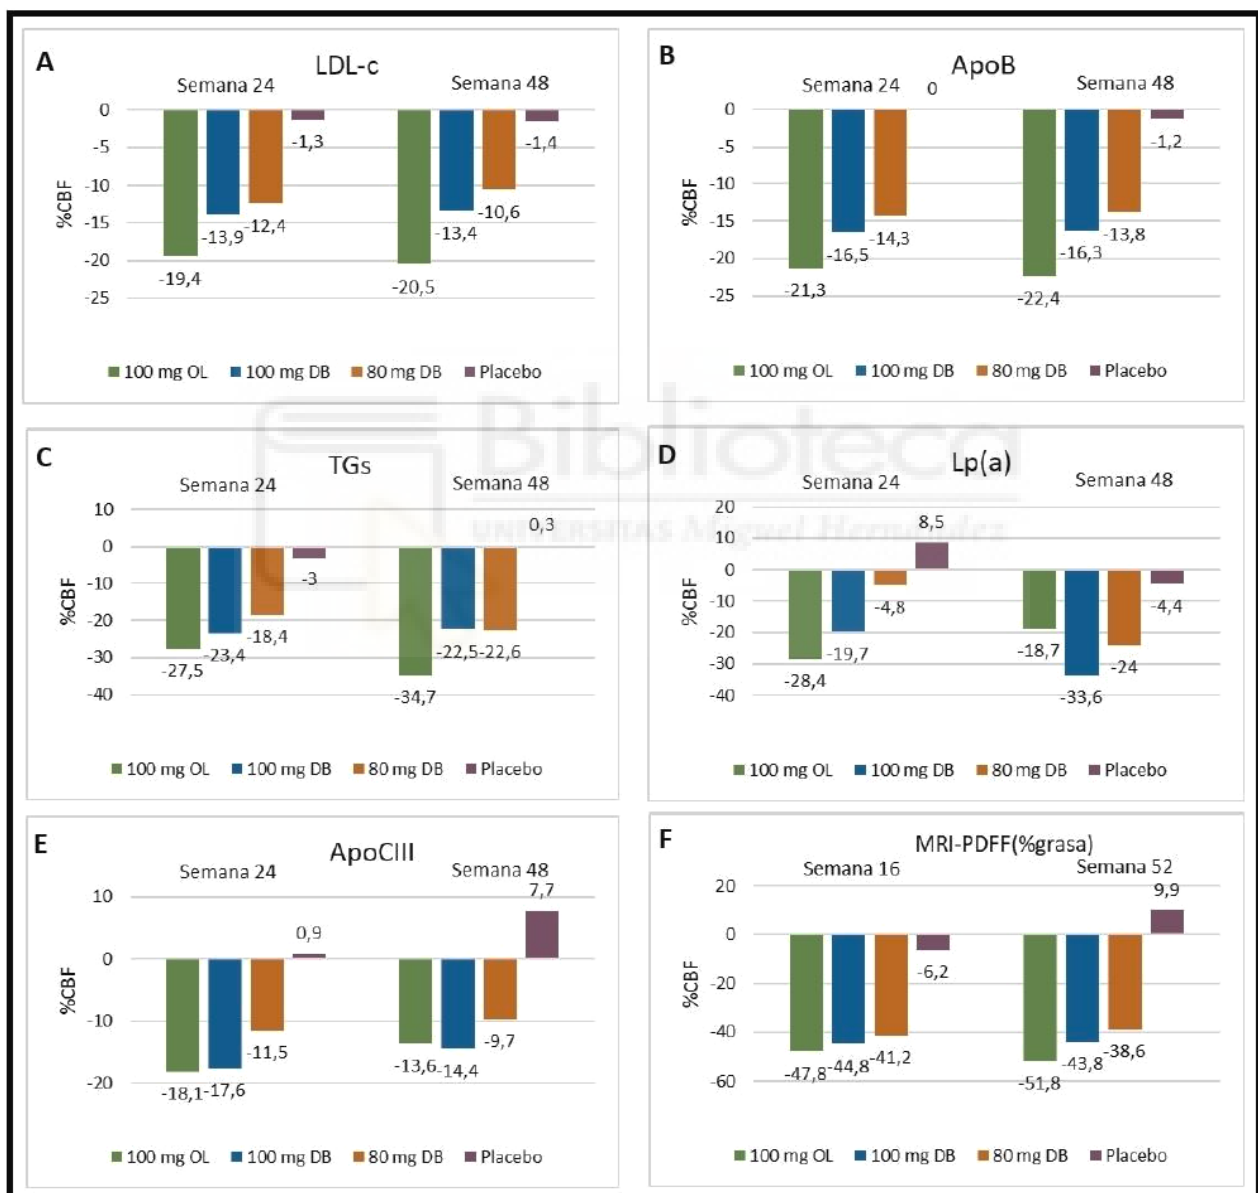 A
LDL-c
Semana 24
Semana 48
%CBF
0
-5
-10
-15
-20
-25
-19,4
-13,9
-12,4
-1,3
-20,5
-13,4
-10,6
-1,4
100 mg OL 100 mg DB 80 mg DB Placebo
B
ApoB
Semana 24
Semana 48
%CBF
0
-5
-10
-15
-20
-25
-21,3
-16,5
-14,3
0
-22,4
-16,3
-13,8
-1,2
100 mg OL 100 mg DB 80 mg DB Placebo
Biblioteca
UNIVERSITAS Miguel Hernández
C
TGs
Semana 24
Semana 48
%CBF
10
0
-10
-20
-30
-40
-27,5
-23,4
-18,4
-3
-34,7
-22,5
-22,6
0,3
100 mg OL 100 mg DB 80 mg DB Placebo
D
Lp(a)
Semana 24
Semana 48
%CBF
20
10
0
-10
-20
-30
-40
-28,4
-19,7
-4,8
8,5
-18,7
-33,6
-24
-4,4
100 mg OL 100 mg DB 80 mg DB Placebo
E
ApoCIII
Semana 24
Semana 48
%CBF
10
0
-10
-20
-18,1
-17,6
-11,5
0,9
-13,6
-14,4
-9,7
7,7
100 mg OL 100 mg DB 80 mg DB Placebo
F
MRI-PDFF(%grasa)
Semana 16
Semana 52
%CBF
20
0
-20
-40
-60
-47,8
-44,8
-41,2
-6,2
-51,8
-43,8
-38,6
9,9
100 mg OL 100 mg DB 80 mg DB Placebo